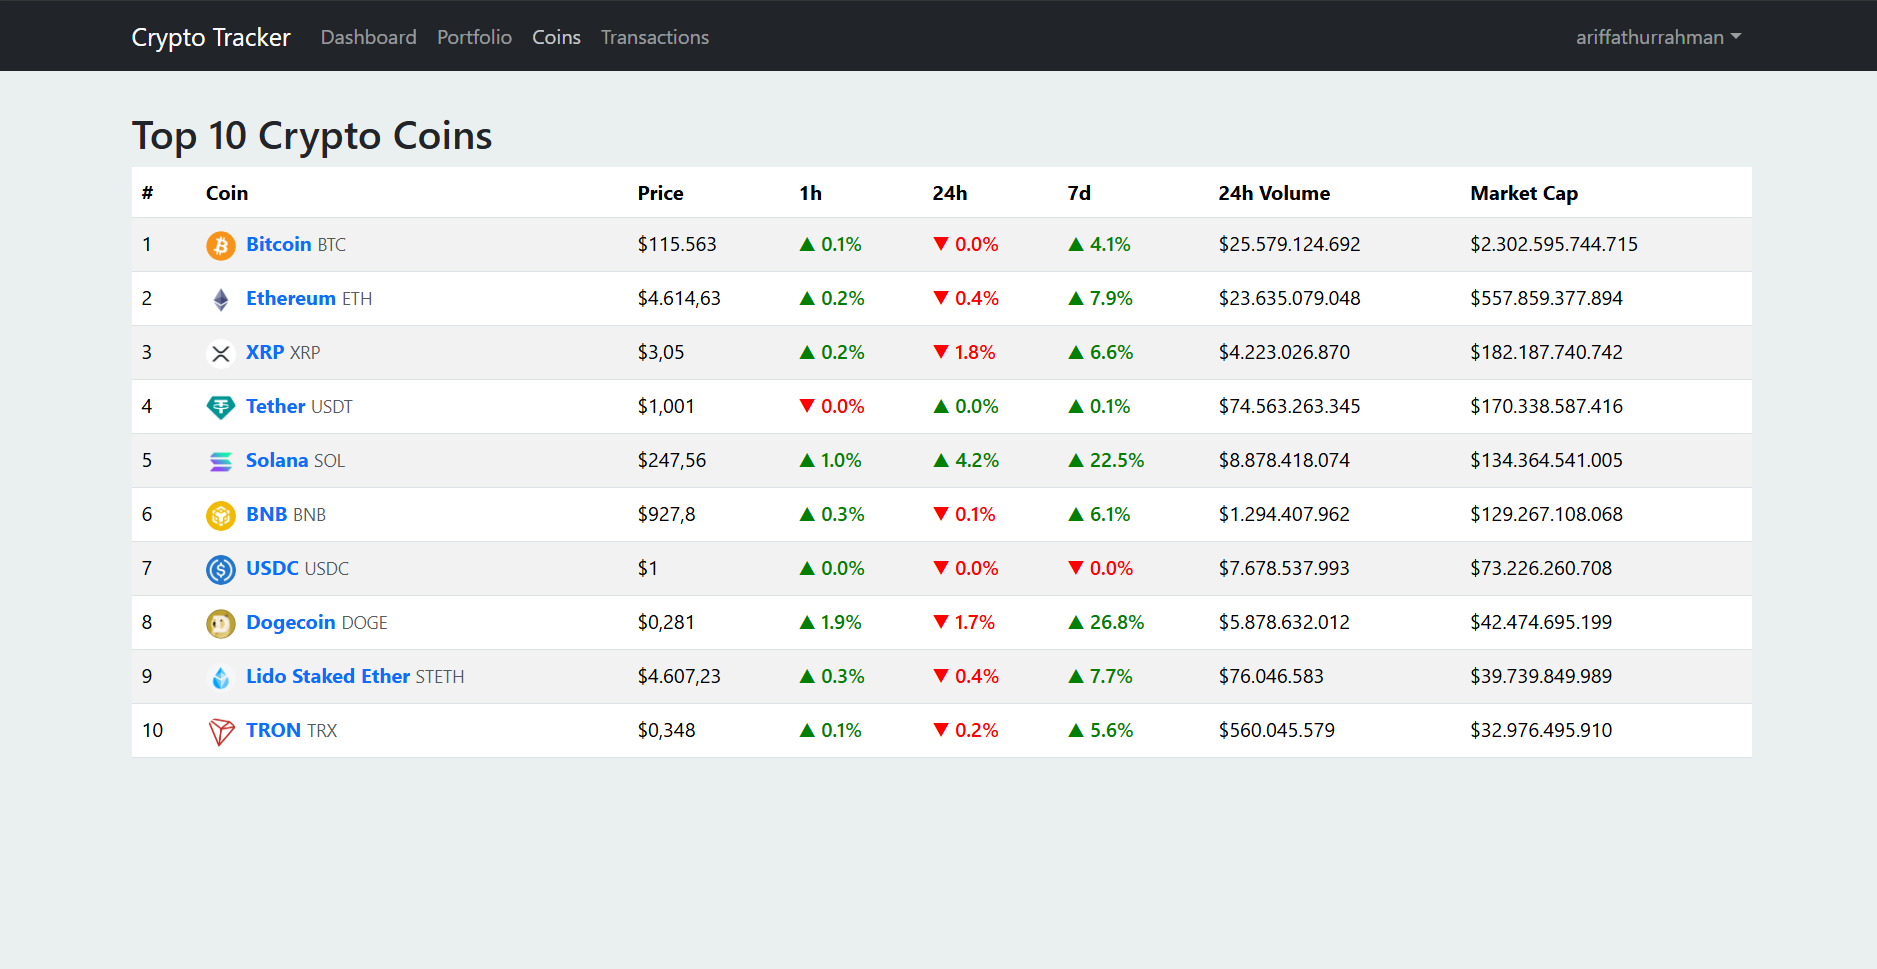 Crypto Tracker Dashboard Portfolio Coins Transactions ariffathurrahman
Top 10 Crypto Coins
# Coin Price 1h 24h 7d 24h Volume Market Cap
1 Bitcoin BTC $115.563 ▲ 0.1% ▼ 0.0% ▲ 4.1% $25.579.124.692 $2.302.595.744.715
2 Ethereum ETH $4.614,63 ▲ 0.2% ▼ 0.4% ▲ 7.9% $23.635.079.048 $557.859.377.894
3 XRP XRP $3,05 ▲ 0.2% ▼ 1.8% ▲ 6.6% $4.223.026.870 $182.187.740.742
4 Tether USDT $1,001 ▼ 0.0% ▲ 0.0% ▲ 0.1% $74.563.263.345 $170.338.587.416
5 Solana SOL $247,56 ▲ 1.0% ▲ 4.2% ▲ 22.5% $8.878.418.074 $134.364.541.005
6 BNB BNB $927,8 ▲ 0.3% ▼ 0.1% ▲ 6.1% $1.294.407.962 $129.267.108.068
7 USDC USDC $1 ▲ 0.0% ▼ 0.0% ▼ 0.0% $7.678.537.993 $73.226.260.708
8 Dogecoin DOGE $0,281 ▲ 1.9% ▼ 1.7% ▲ 26.8% $5.878.632.012 $42.474.695.199
9 Lido Staked Ether STETH $4.607,23 ▲ 0.3% ▼ 0.4% ▲ 7.7% $76.046.583 $39.739.849.989
10 TRON TRX $0,348 ▲ 0.1% ▼ 0.2% ▲ 5.6% $560.045.579 $32.976.495.910